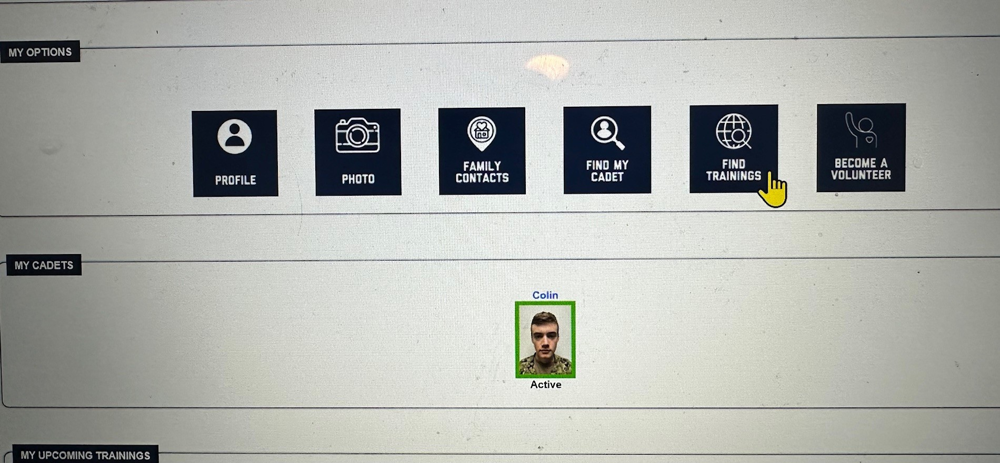 MY OPTIONS
PROFILE
PHOTO
FAMILY
CONTACTS
FIND MY
CADET
FIND
TRAININGS
BECOME A
VOLUNTEER
MY CADETS
Colin
Active
MY UPCOMING TRAININGS